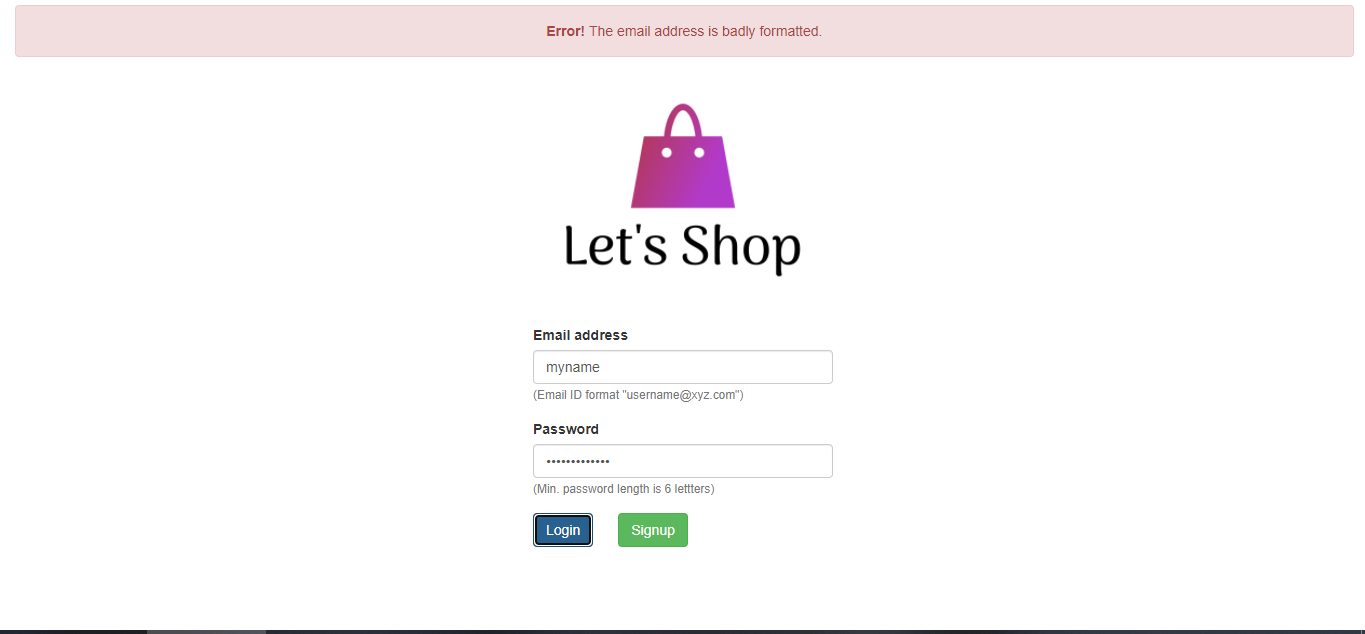 Error! The email address is badly formatted.
Let's Shop
Email address
myname
(Email ID format "username@xyz.com")
Password
•••••••••••••
(Min. password length is 6 lettters)
Login
Signup